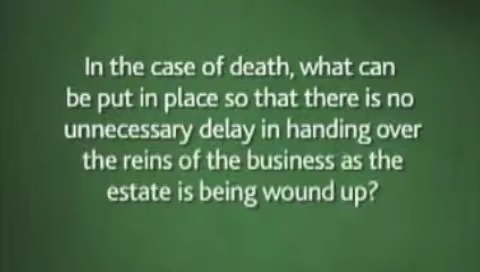 In the case of death, what can
be put in place so that there is no
unnecessary delay in handing over
the reins of the business as the
estate is being wound up?